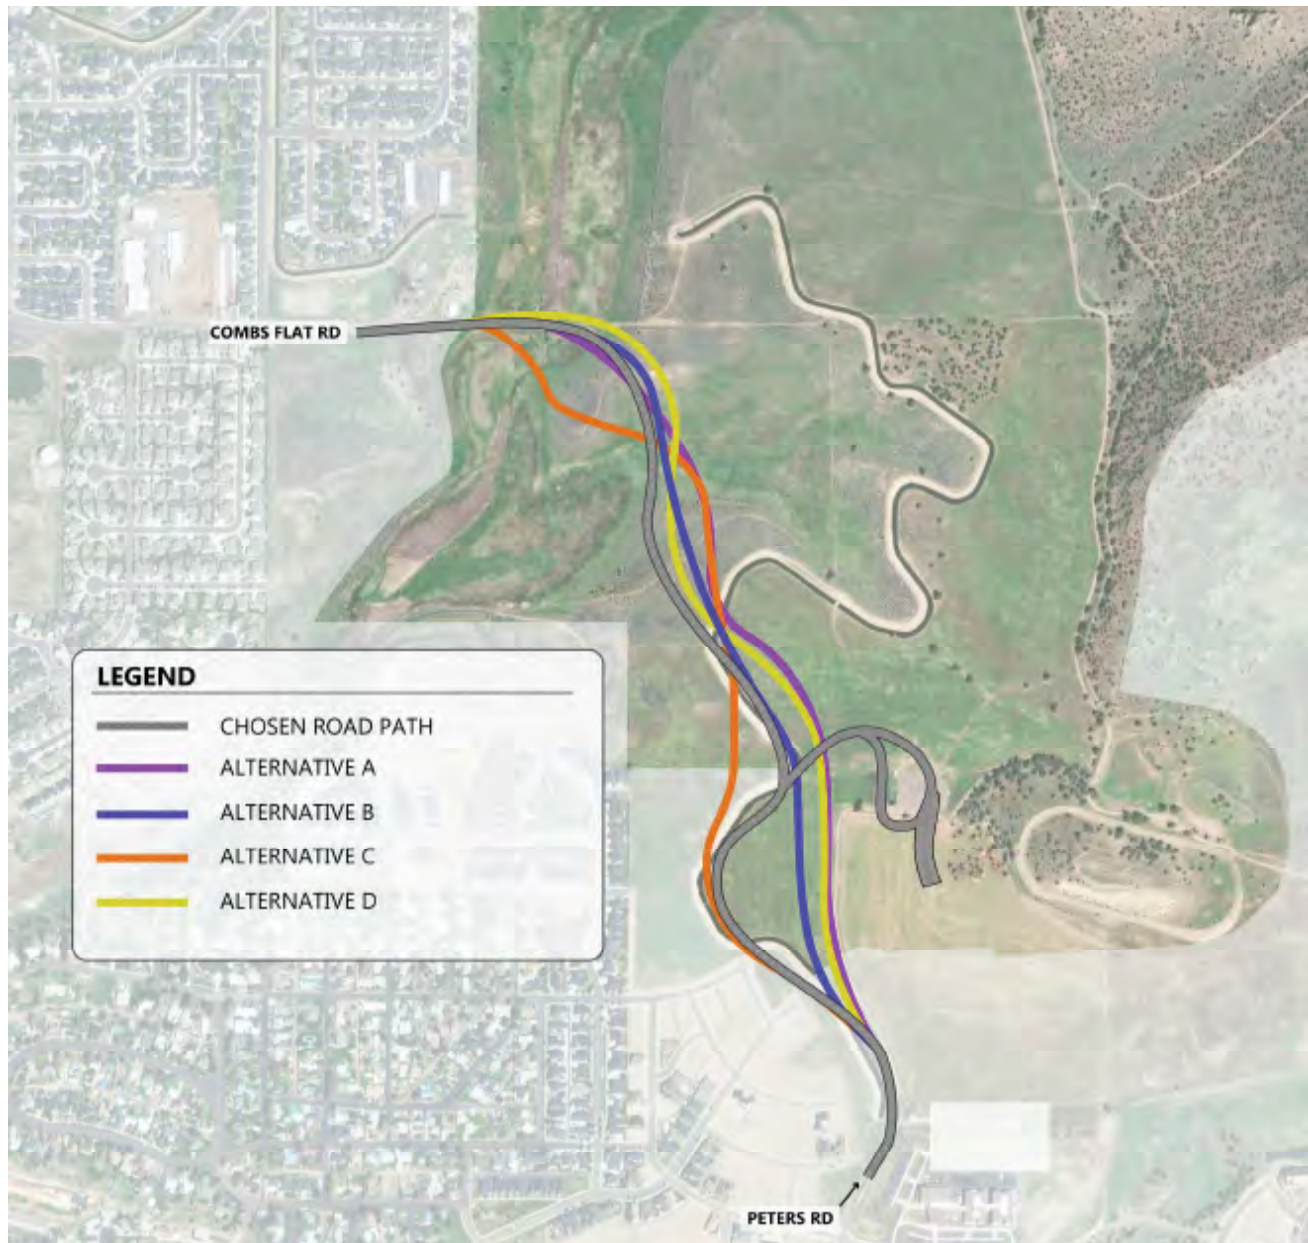 COMBS FLAT RD
LEGEND
CHOSEN ROAD PATH
ALTERNATIVE A
ALTERNATIVE B
ALTERNATIVE C
ALTERNATIVE D
PETERS RD